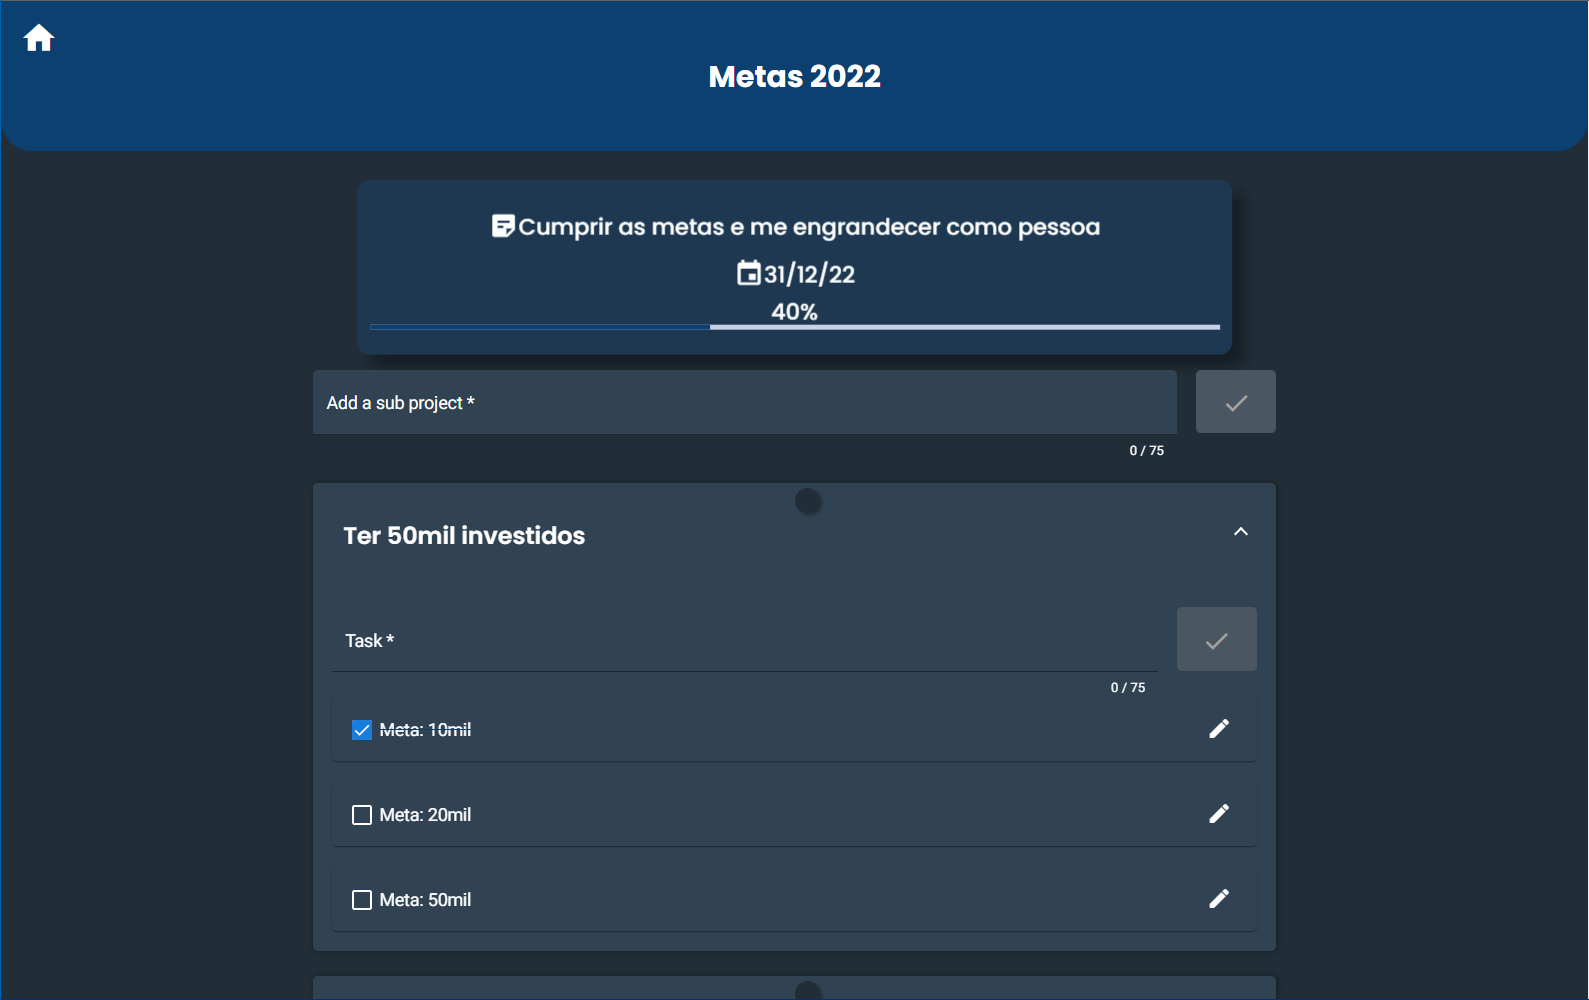 Metas 2022
Cumprir as metas e me engrandecer como pessoa
31/12/22
40%
Add a sub project *
0 / 75
Ter 50mil investidos
Task *
0 / 75
Meta: 10mil
Meta: 20mil
Meta: 50mil